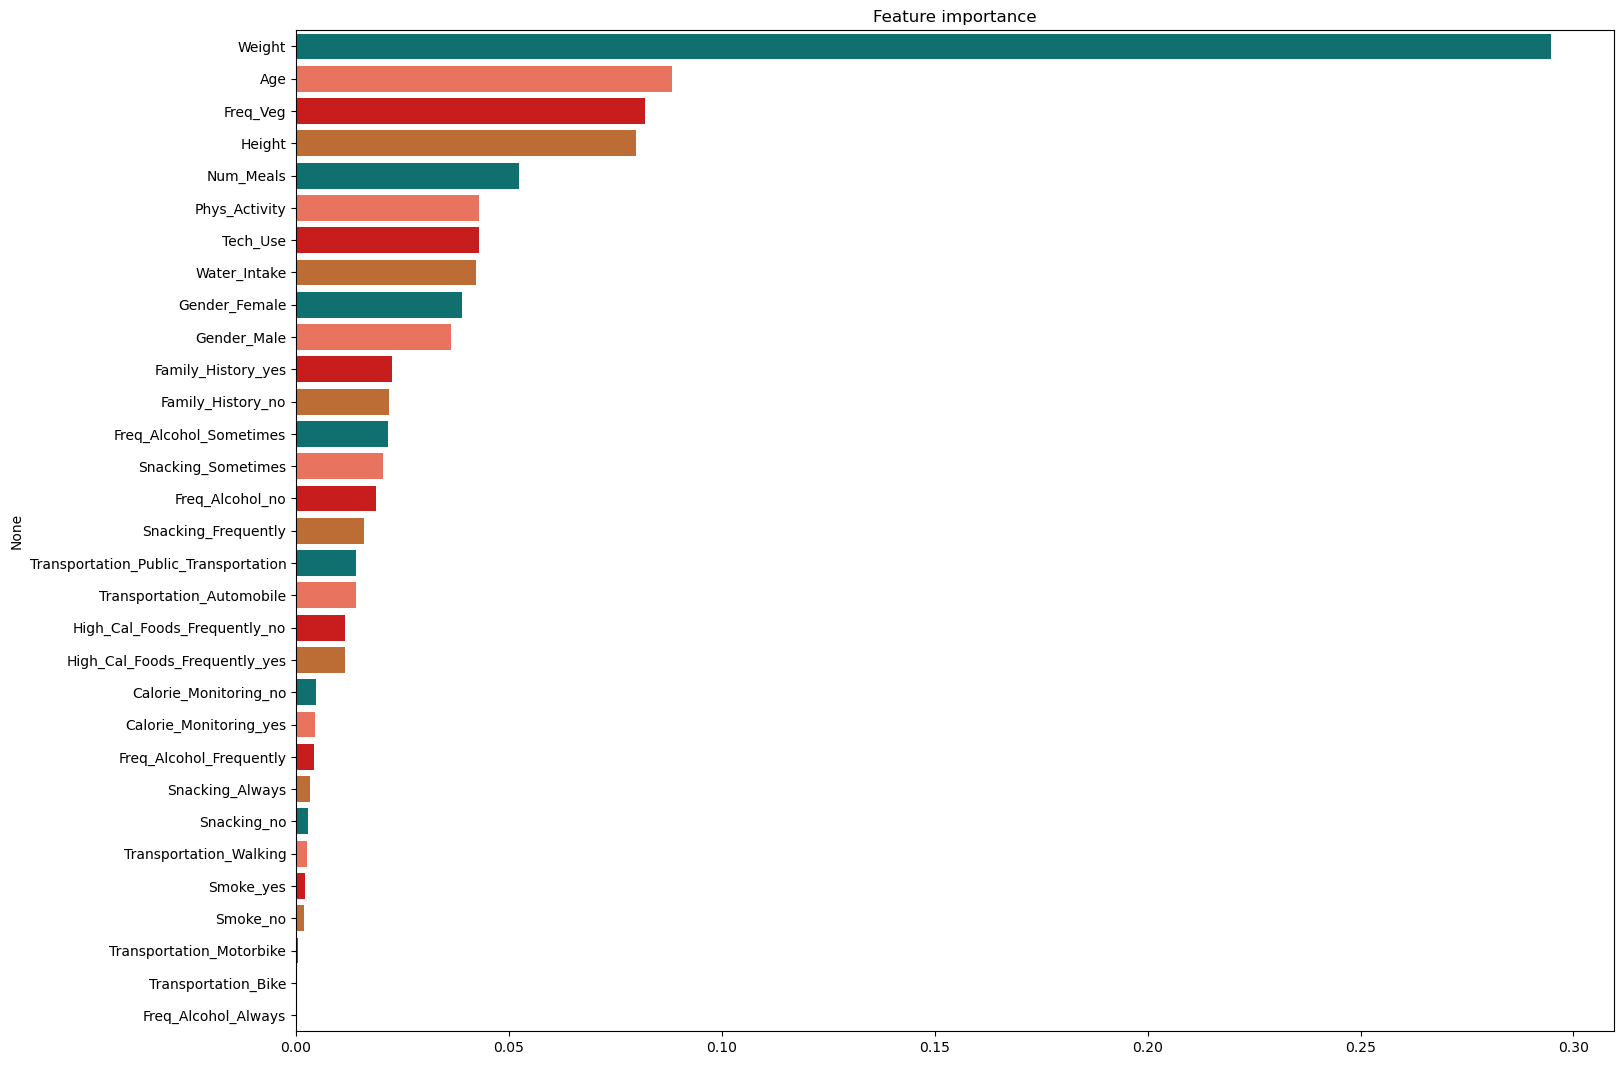 Feature importance
Weight
Age
Freq_Veg
Height
Num_Meals
Phys_Activity
Tech_Use
Water_Intake
Gender_Female
Gender_Male
Family_History_yes
Family_History_no
Freq_Alcohol_Sometimes
Snacking_Sometimes
Freq_Alcohol_no
Snacking_Frequently
Transportation_Public_Transportation
Transportation_Automobile
High_Cal_Foods_Frequently_no
High_Cal_Foods_Frequently_yes
Calorie_Monitoring_no
Calorie_Monitoring_yes
Freq_Alcohol_Frequently
Snacking_Always
Snacking_no
Transportation_Walking
Smoke_yes
Smoke_no
Transportation_Motorbike
Transportation_Bike
Freq_Alcohol_Always
None
0.00 0.05 0.10 0.15 0.20 0.25 0.30